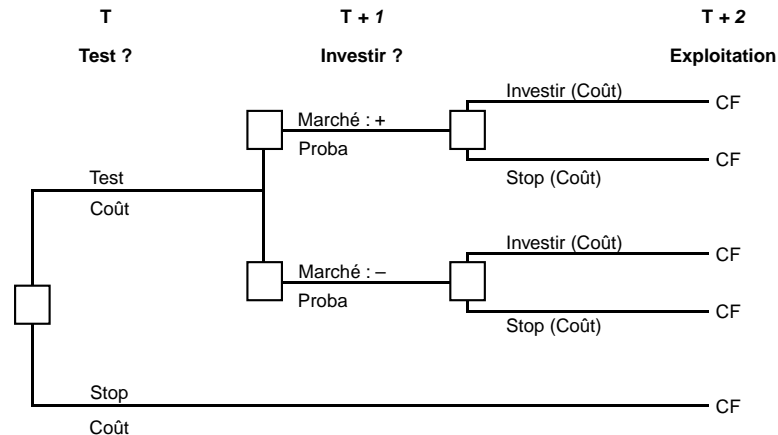 T T + 1 T + 2
Test ? Investir ? Exploitation
Investir (Coût)
CF
Marché : +
Proba
CF
Test
Stop (Coût)
Coût
Investir (Coût)
CF
Marché : –
Proba
CF
Stop (Coût)
Stop
CF
Coût